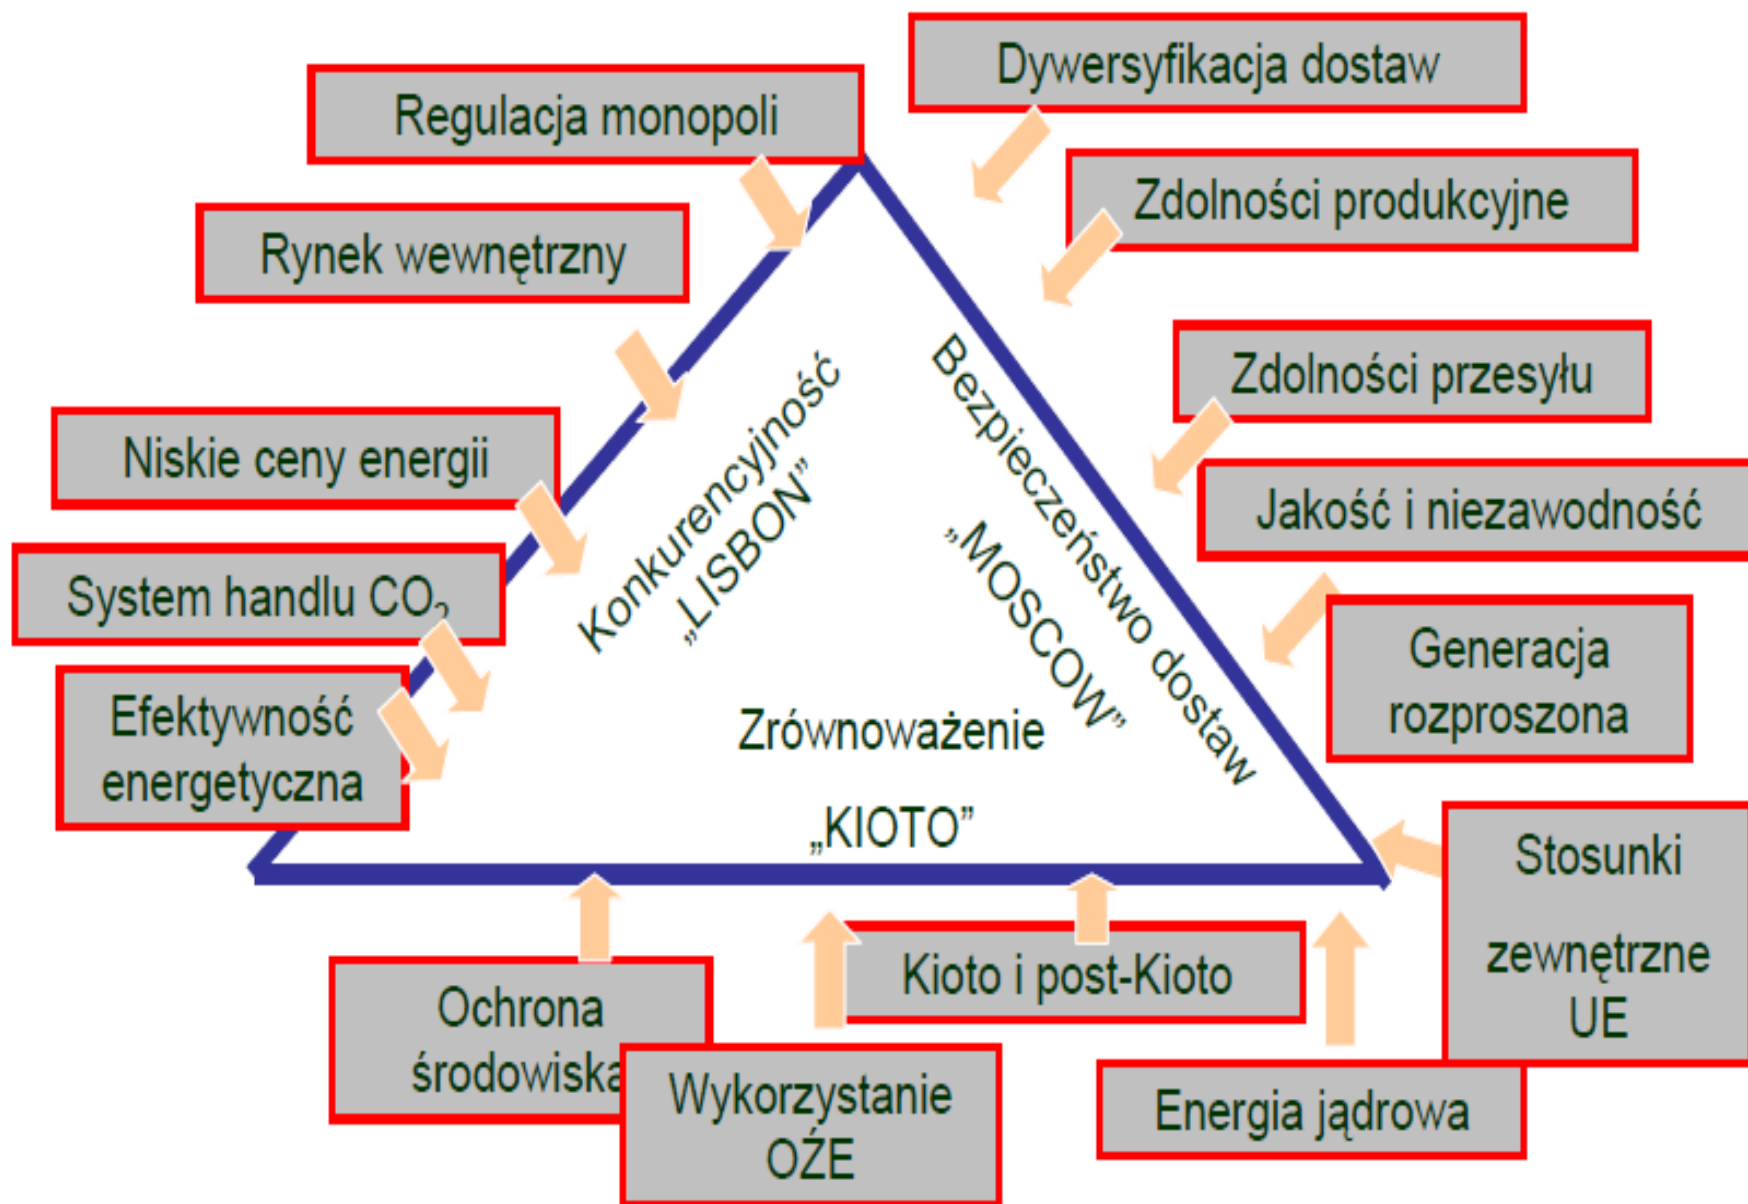 Dywersyfikacja dostaw
Regulacja monopoli
Zdolności produkcyjne
Rynek wewnętrzny
Zdolności przesyłu
Niskie ceny energii
Jakość i niezawodność
System handlu CO₂
Generacja
rozproszona
Efektywność
energetyczna
Konkurencyjność
„LISBON”
Bezpieczeństwo dostaw
„MOSCOW”
Zrównoważenie
„KIOTO”
Stosunki
zewnętrzne
UE
Kioto i post-Kioto
Ochrona
środowiska
Wykorzystanie
OŹE
Energia jądrowa